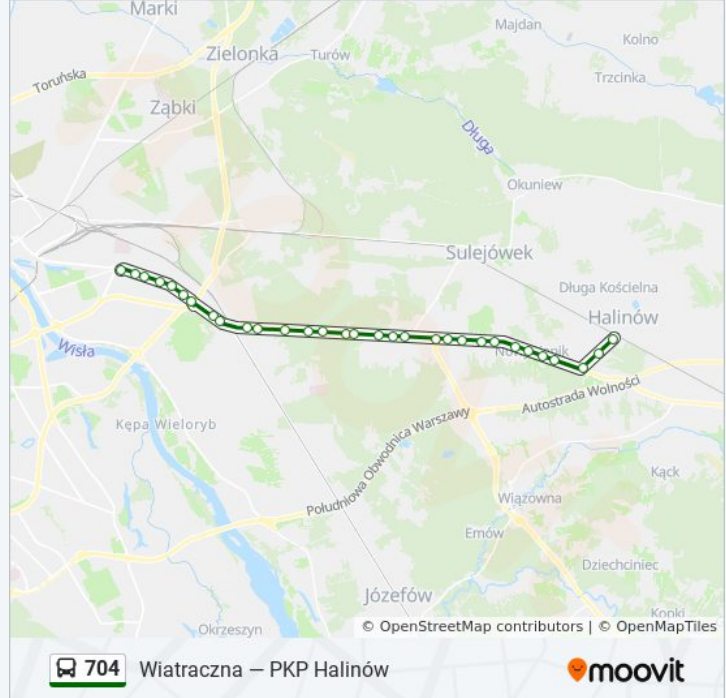 Marki
Majdan
Kolno
Zielonka
Turów
Trzcinka
Toruńska
Ząbki
Długa
Okuniew
Sulejówek
Długa Kościelna
Halinów
Wisła
Autostrada Wolności
Kępa Wieloryb
Południowa Obwodnica Warszawy
Kąck
Wiązowna
Emów
Dziechciniec
Józefów
Kopki
Okrzeszyn
© OpenStreetMap contributors | © OpenMapTiles
704 Wiatraczna — PKP Halinów
moovit